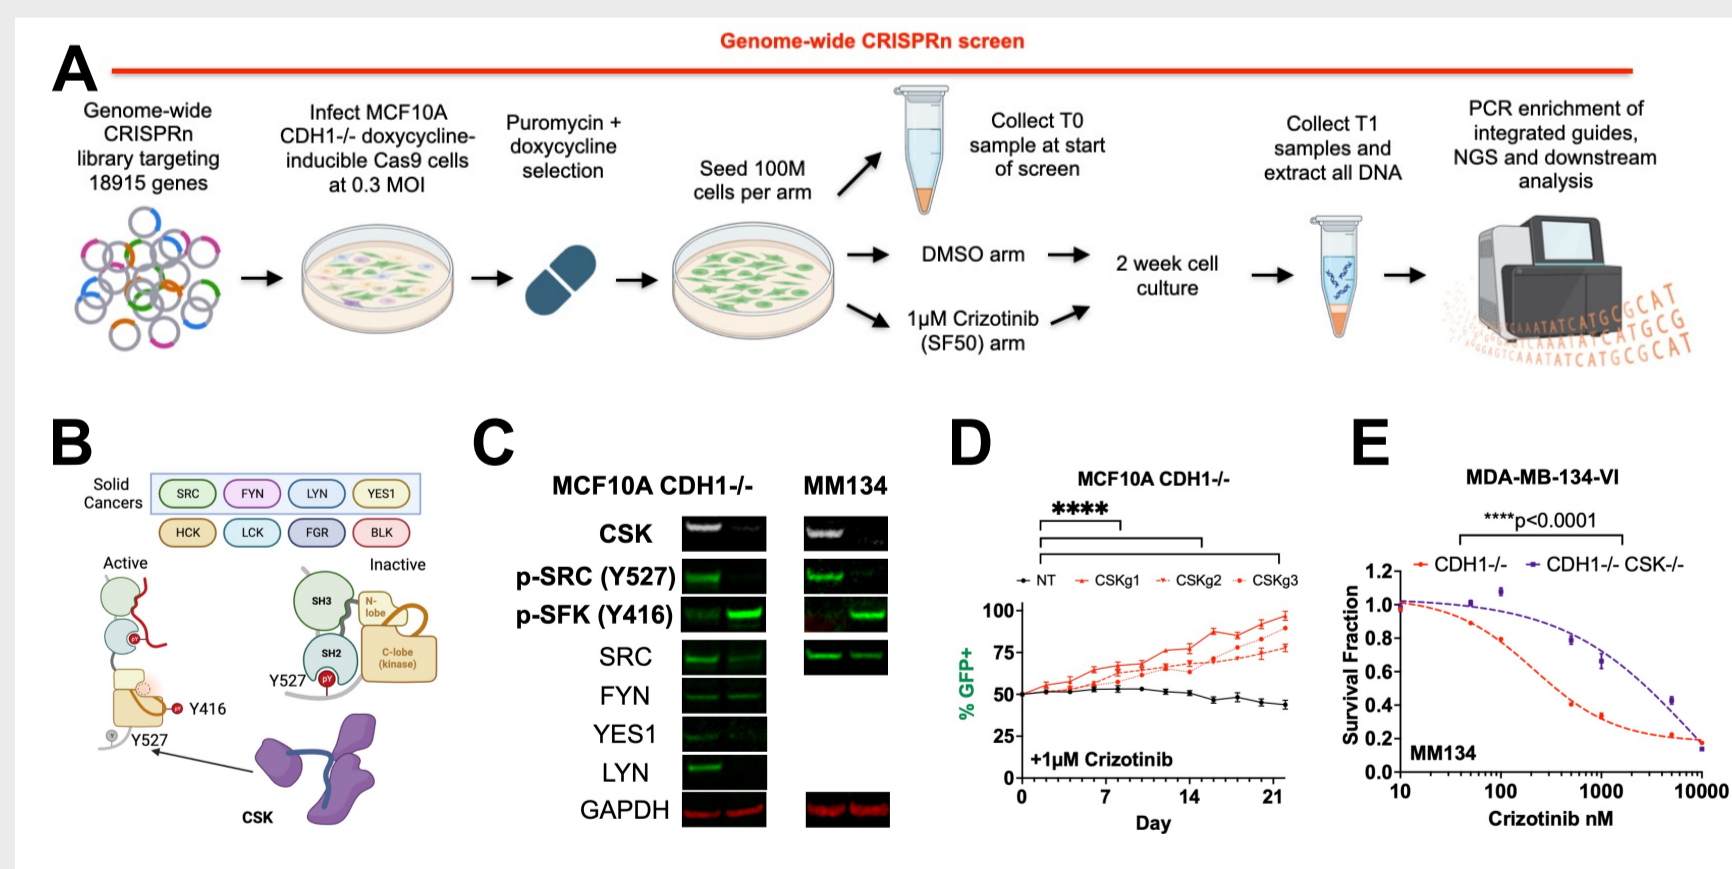 Genome-wide CRISPRn screen
A
Genome-wide
CRISPRn
library targeting
18915 genes
Infect MCF10A
CDH1-/- doxycycline-
inducible Cas9 cells
at 0.3 MOI
Puromycin +
doxycycline
selection
Seed 100M
cells per arm
Collect T0
sample at start
of screen
DMSO arm
1µM Crizotinib
(SF50) arm
2 week cell
culture
Collect T1
samples and
extract all DNA
PCR enrichment of
integrated guides,
NGS and downstream
analysis
B
Solid
Cancers
SRC
FYN
LYN
YES1
HCK
LCK
FGR
BLK
Active
Inactive
pY
pY
Y416
Y
Y527
SH3
N-
lobe
SH2
C-lobe
(kinase)
Y527
pY
CSK
C
MCF10A CDH1-/-
MM134
CSK
p-SRC (Y527)
p-SFK (Y416)
SRC
FYN
YES1
LYN
GAPDH
D
MCF10A CDH1-/-
****
NT
CSKg1
CSKg2
CSKg3
% GFP+
100
75
50
25
0
+1µM Crizotinib
0
7
14
21
Day
E
MDA-MB-134-VI
****p<0.0001
CDH1-/-
CDH1-/- CSK-/-
Survival Fraction
1.2
1.0
0.8
0.6
0.4
0.2
0.0
MM134
10
100
1000
10000
Crizotinib nM